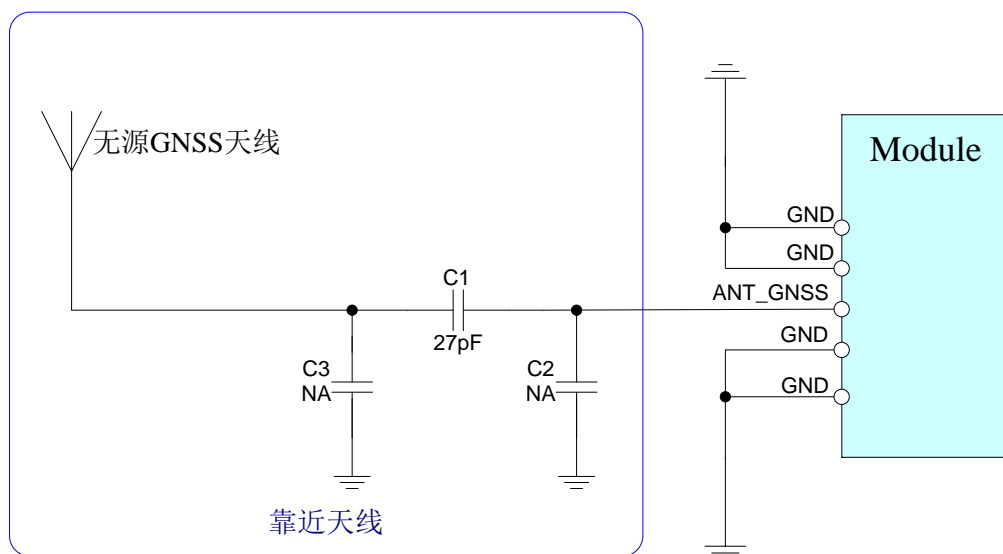 无源GNSS天线
Module
GND
GND
C1
ANT_GNSS
27pF
GND
C3
NA
C2
NA
GND
靠近天线